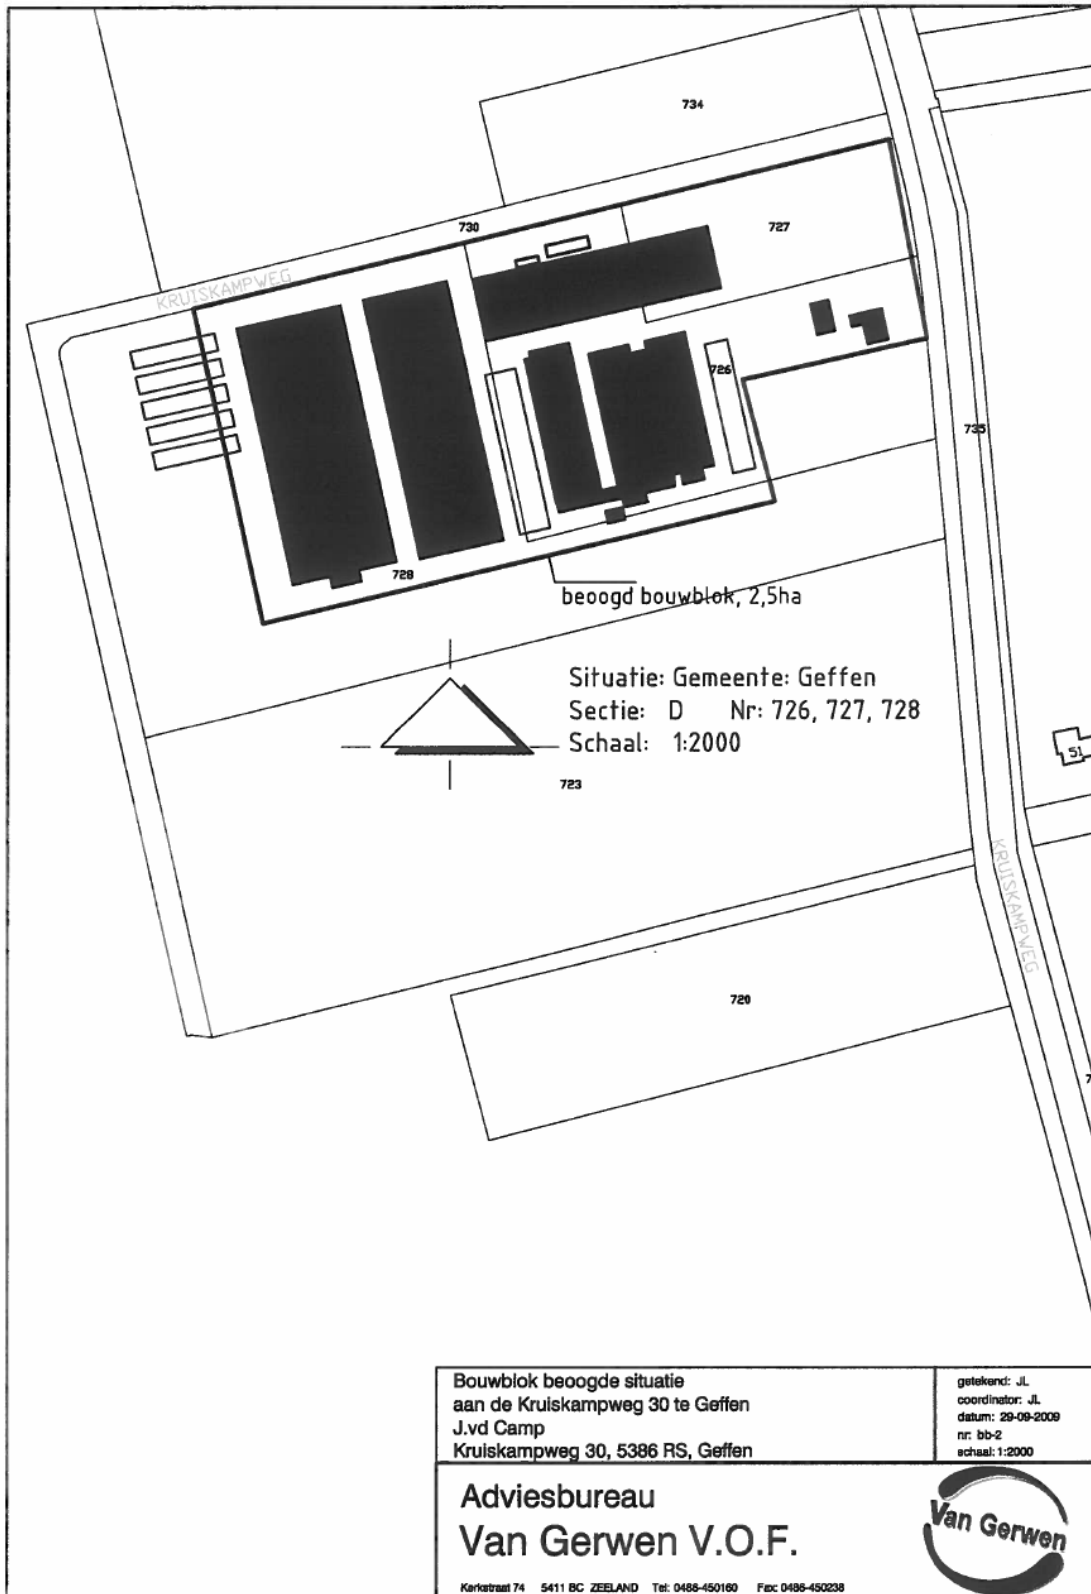 734
730
727
KRUISKAMPWEG
726
735
728
beoogd bouwblok, 2,5ha
Situatie: Gemeente: Geffen
Sectie: D Nr: 726, 727, 728
Schaal: 1:2000
51
723
KRUISKAMPWEG
720
7
Bouwblok beoogde situatie
aan de Kruiskampweg 30 te Geffen
J.vd Camp
Kruiskampweg 30, 5386 RS, Geffen
getekend: JL
coordinator: JL
datum: 29-09-2009
nr: bb-2
schaal: 1:2000
Adviesbureau
Van Gerwen V.O.F.
Van Gerwen
Kerkstraat 74 5411 BC ZEELAND Tel: 0486-450160 Fax: 0486-450238